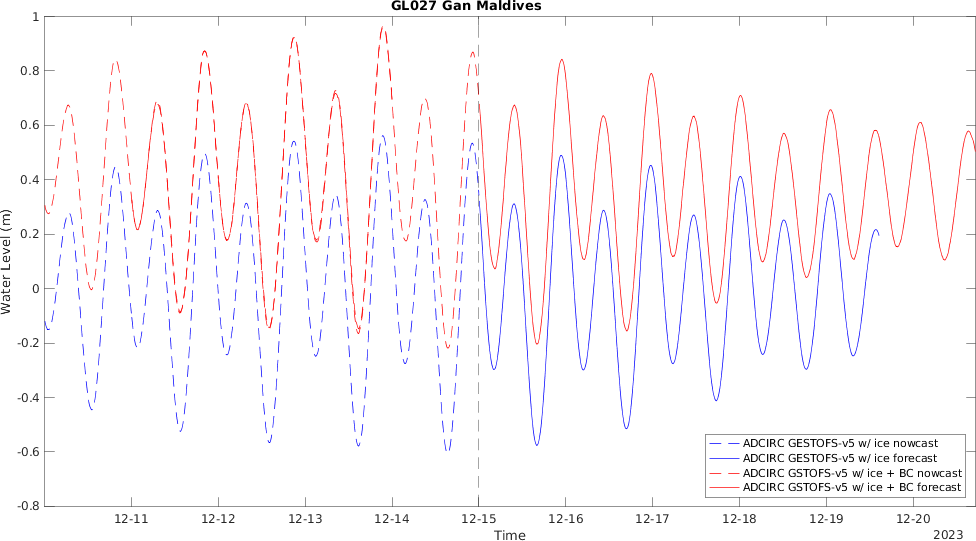 GL027 Gan Maldives
1
0.8
0.6
0.4
0.2
0
-0.2
-0.4
-0.6
-0.8
Water Level (m)
ADCIRC GESTOFS-v5 w/ ice nowcast
ADCIRC GESTOFS-v5 w/ ice forecast
ADCIRC GSTOFS-v5 w/ ice + BC nowcast
ADCIRC GSTOFS-v5 w/ ice + BC forecast
12-11 12-12 12-13 12-14 12-15 12-16 12-17 12-18 12-19 12-20
Time
2023